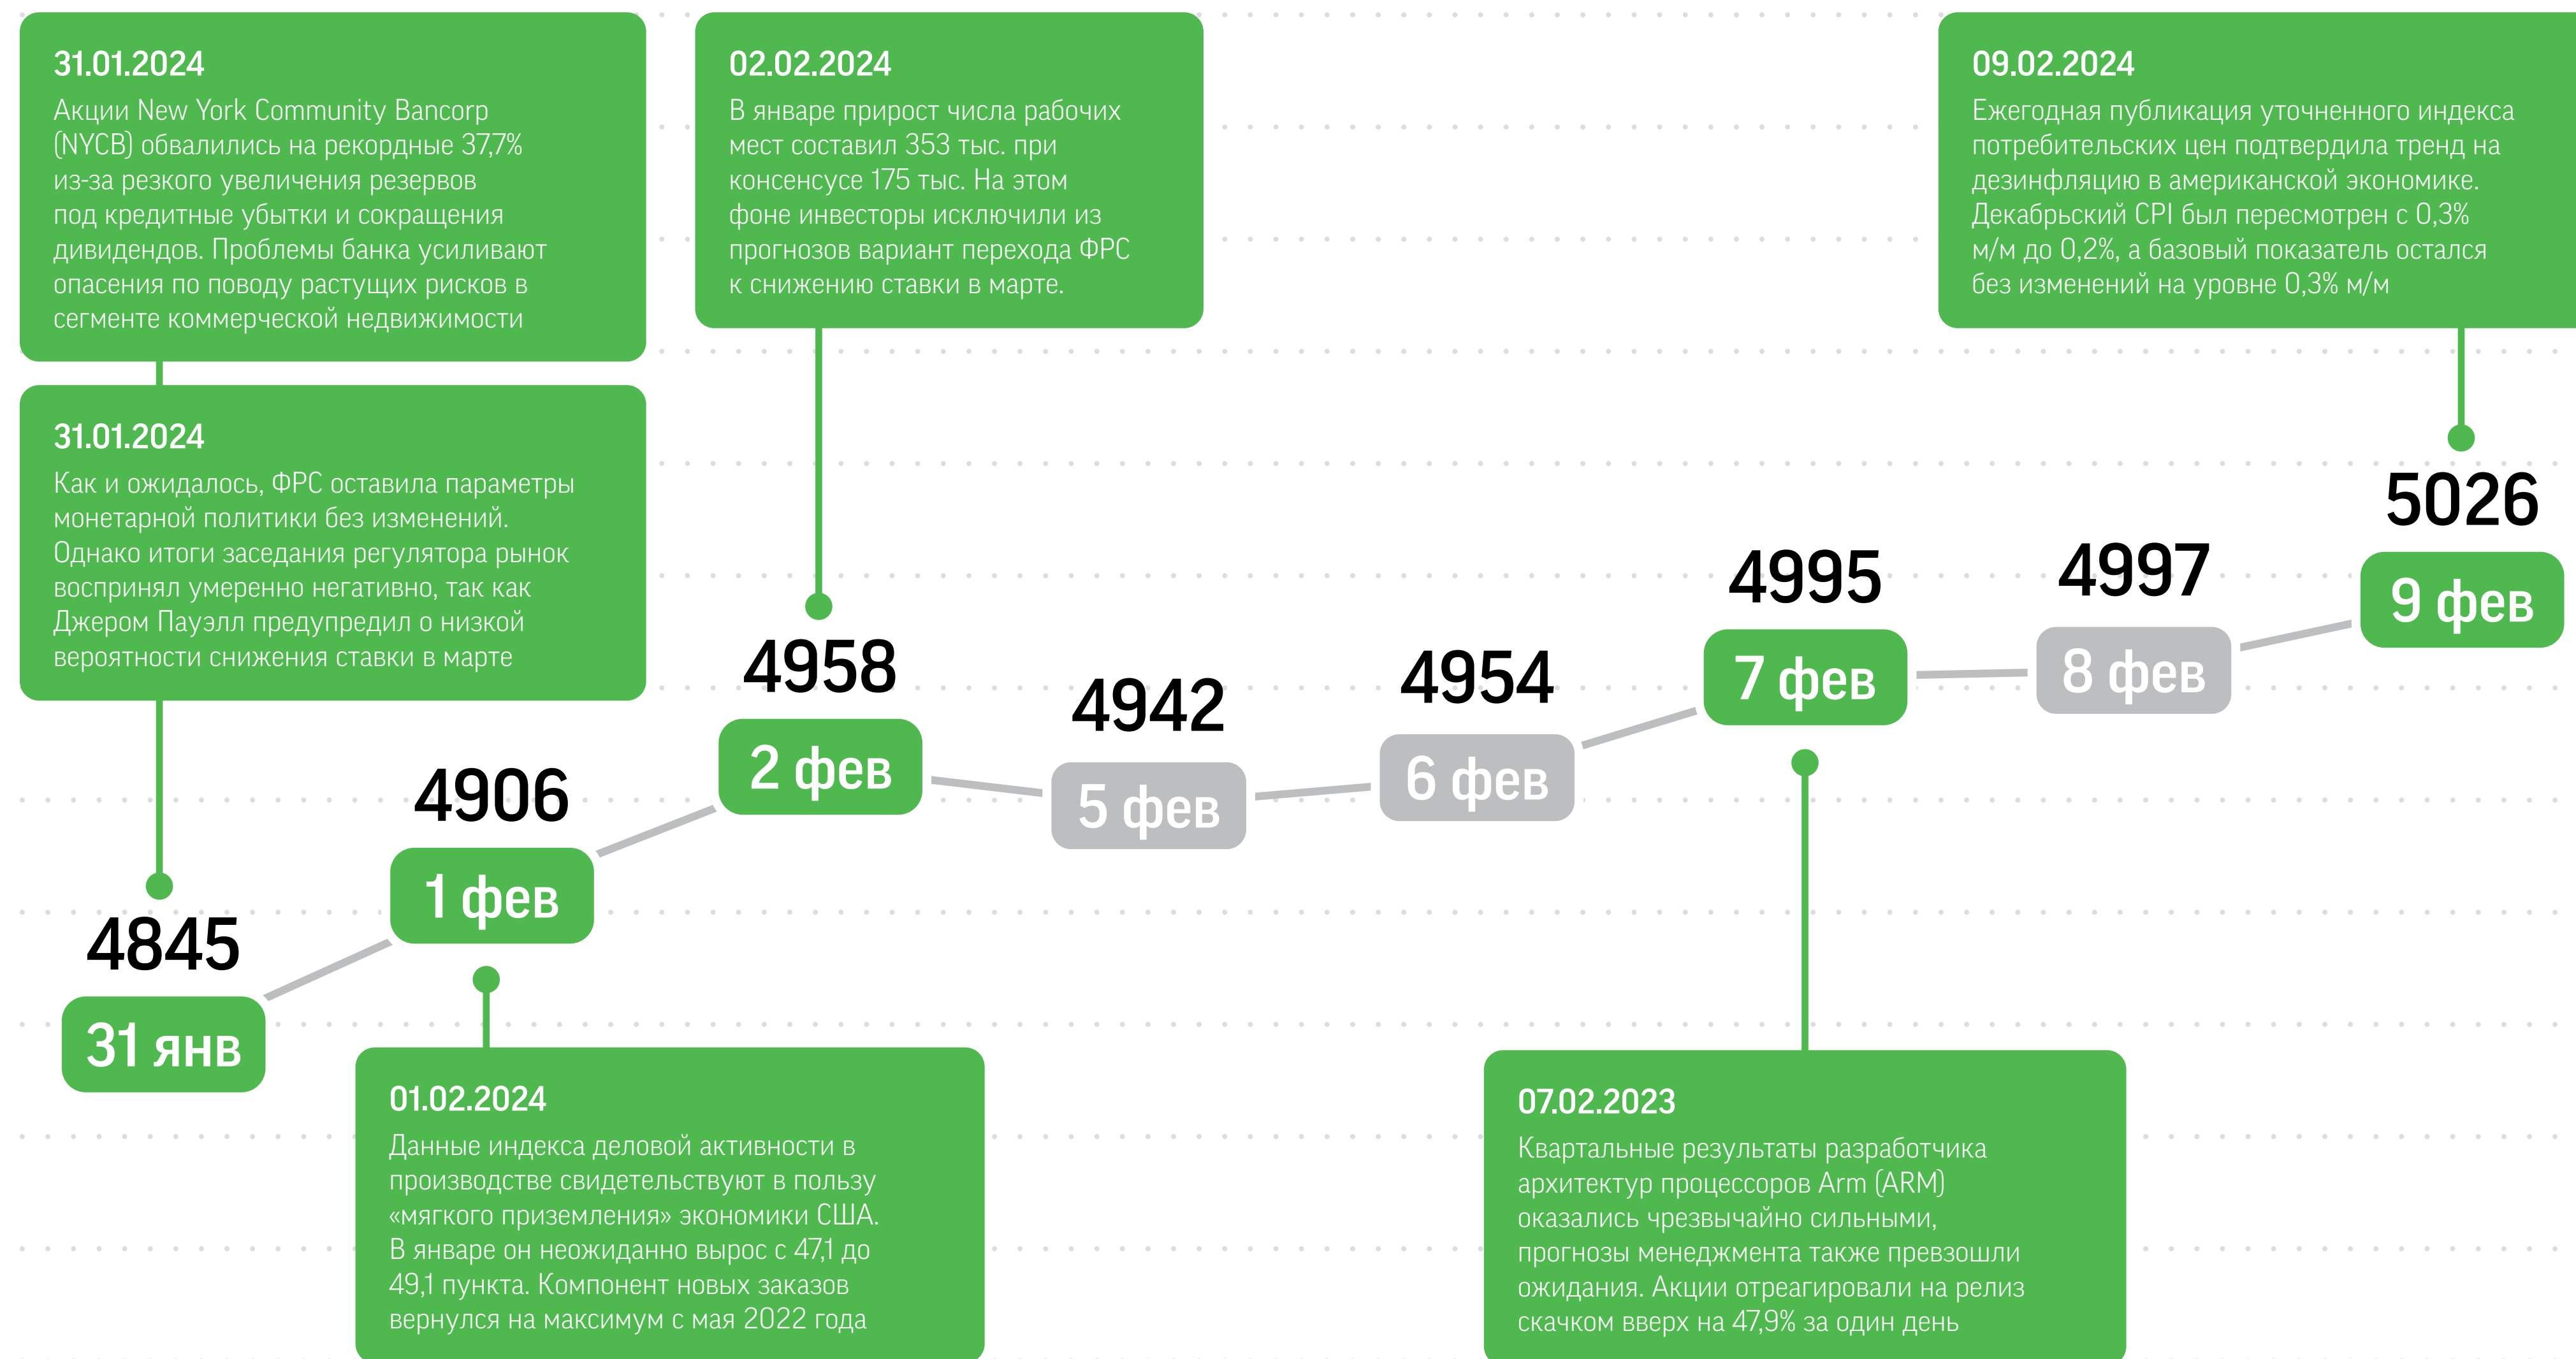 31.01.2024
Акции New York Community Bancorp
(NYCB) обвалились на рекордные 37,7%
из-за резкого увеличения резервов
под кредитные убытки и сокращения
дивидендов. Проблемы банка усиливают
опасения по поводу растущих рисков в
сегменте коммерческой недвижимости
31.01.2024
Как и ожидалось, ФРС оставила параметры
монетарной политики без изменений.
Однако итоги заседания регулятора рынок
воспринял умеренно негативно, так как
Джером Пауэлл предупредил о низкой
вероятности снижения ставки в марте
02.02.2024
В январе прирост числа рабочих
мест составил 353 тыс. при
консенсусе 175 тыс. На этом
фоне инвесторы исключили из
прогнозов вариант перехода ФРС
к снижению ставки в марте.
09.02.2024
Ежегодная публикация уточненного индекса
потребительских цен подтвердила тренд на
дезинфляцию в американской экономике.
Декабрьский CPI был пересмотрен с 0,3%
м/м до 0,2%, а базовый показатель остался
без изменений на уровне 0,3% м/м
4845
31 янв
4906
1 фев
4958
2 фев
4942
5 фев
4954
6 фев
4995
7 фев
4997
8 фев
5026
9 фев
01.02.2024
Данные индекса деловой активности в
производстве свидетельствуют в пользу
«мягкого приземления» экономики США.
В январе он неожиданно вырос с 47,1 до
49,1 пункта. Компонент новых заказов
вернулся на максимум с мая 2022 года
07.02.2023
Квартальные результаты разработчика
архитектур процессоров Arm (ARM)
оказались чрезвычайно сильными,
прогнозы менеджмента также превзошли
ожидания. Акции отреагировали на релиз
скачком вверх на 47,9% за один день